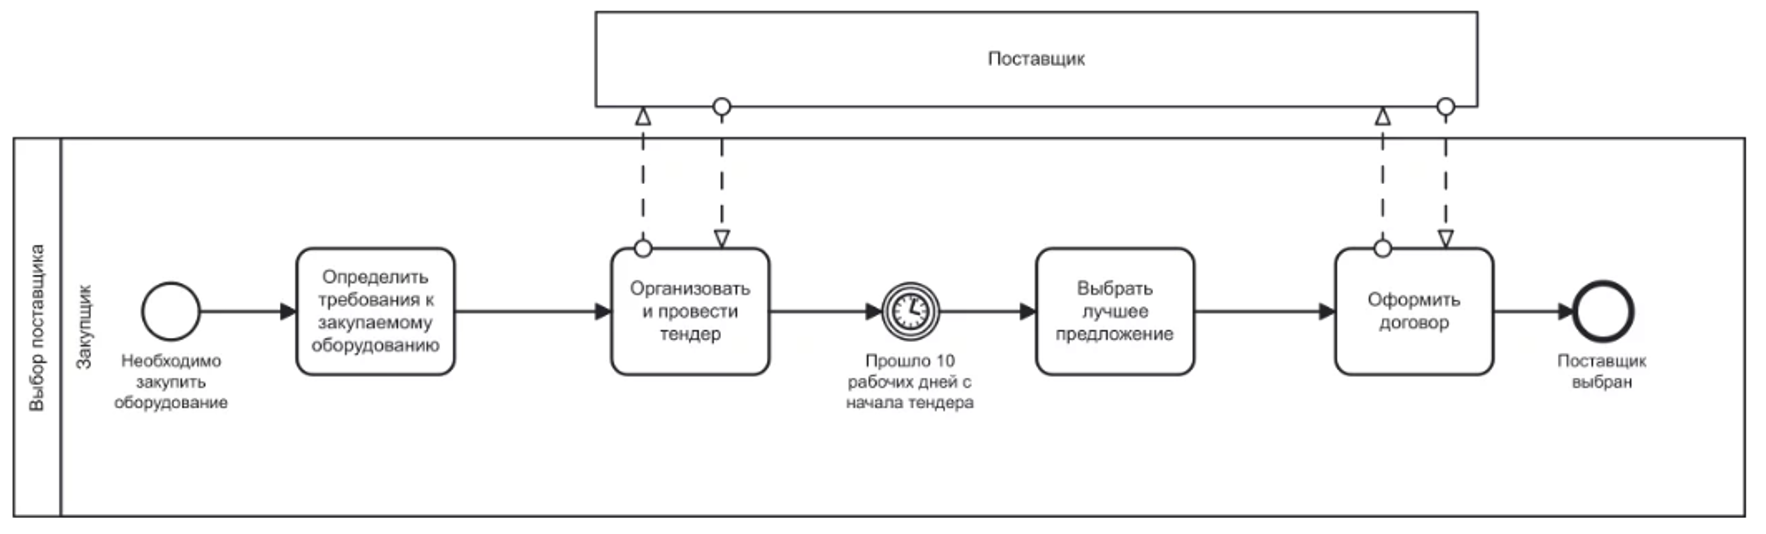 Поставщик
Выбор поставщика
Закупщик
Необходимо
закупить
оборудование
Определить
требования к
закупаемому
оборудованию
Организовать
и провести
тендер
Прошло 10
рабочих дней с
начала тендера
Выбрать
лучшее
предложение
Оформить
договор
Поставщик
выбран